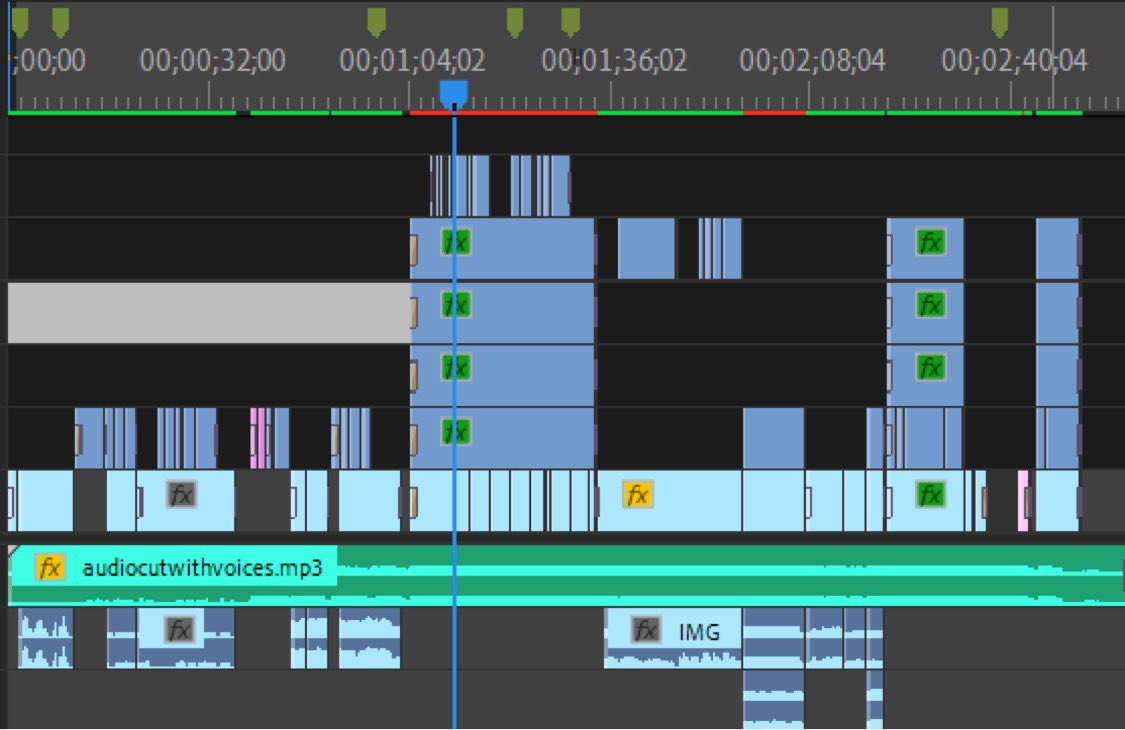 ;00;00 00;00;32;00 00;01;04;02 00;01;36;02 00;02;08;04 00;02;40;04
fx fx
fx fx
fx fx
fx
fx fx fx
fx audiocutwithvoices.mp3
fx fx IMG